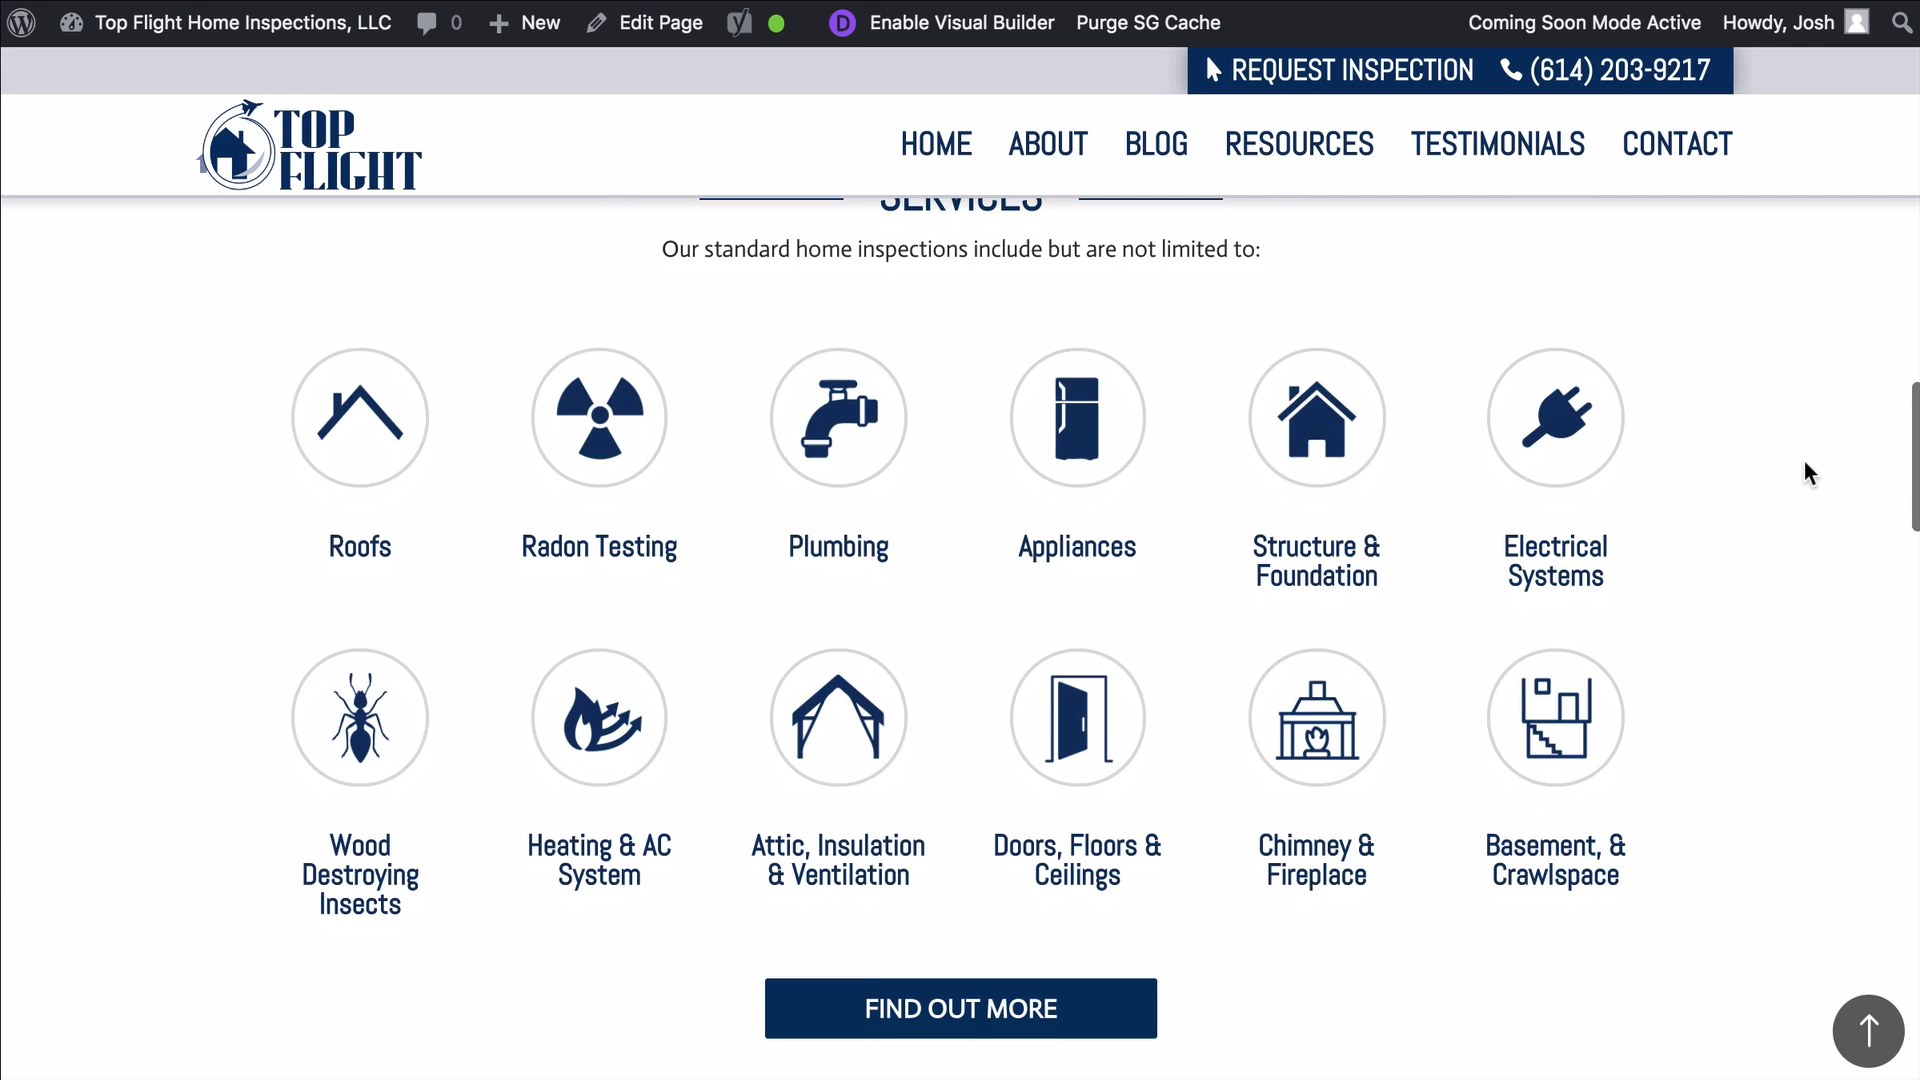 Top Flight Home Inspections, LLC 0 New Edit Page Enable Visual Builder Purge SG Cache Coming Soon Mode Active Howdy, Josh
REQUEST INSPECTION (614) 203-9217
TOP
FLIGHT
HOME ABOUT BLOG RESOURCES TESTIMONIALS CONTACT
SERVICES
Our standard home inspections include but are not limited to:
Roofs
Radon Testing
Plumbing
Appliances
Structure &
Foundation
Electrical
Systems
Wood
Destroying
Insects
Heating & AC
System
Attic, Insulation
& Ventilation
Doors, Floors &
Ceilings
Chimney &
Fireplace
Basement, &
Crawlspace
FIND OUT MORE